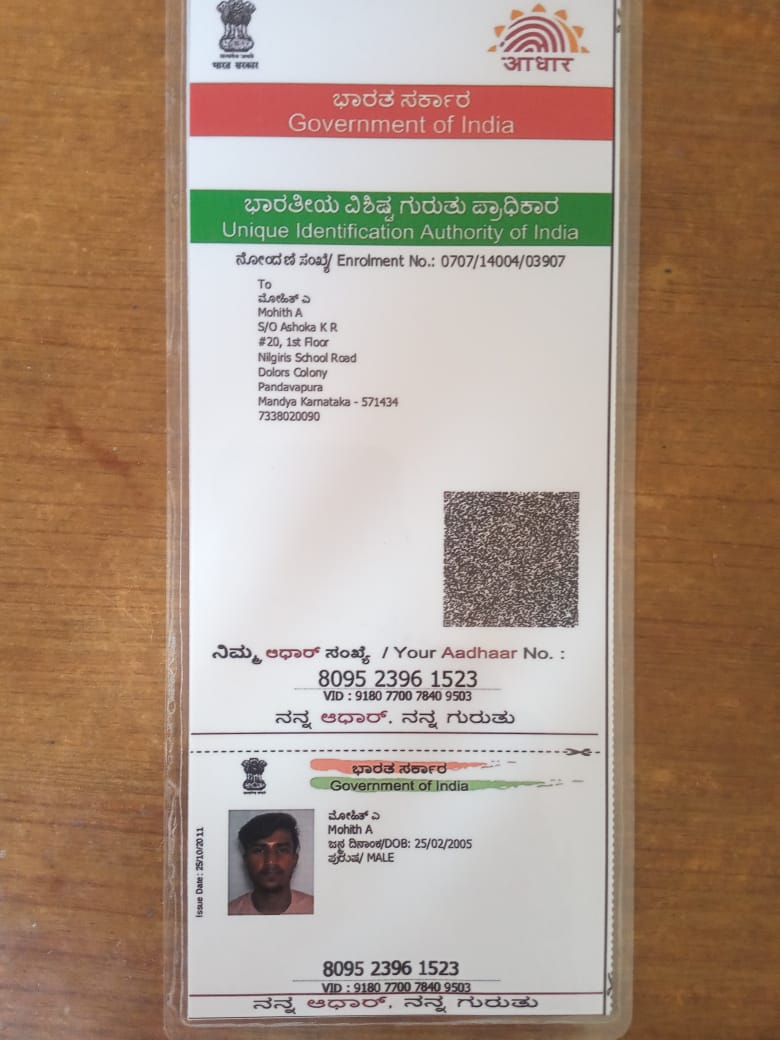 भारत सरकार
आधार
ಭಾರತ ಸರ್ಕಾರ
Government of India
ಭಾರತೀಯ ವಿಶಿಷ್ಟ ಗುರುತು ಪ್ರಾಧಿಕಾರ
Unique Identification Authority of India
ನೋಂದಣಿ ಸಂಖ್ಯೆ/ Enrolment No.: 0707/14004/03907
To
ಮೋಹಿತ್ ಎ
Mohith A
S/O Ashoka K R
#20, 1st Floor
Nilgiris School Road
Dolors Colony
Pandavapura
Mandya Karnataka - 571434
7338020090
ನಿಮ್ಮ ಆಧಾರ್ ಸಂಖ್ಯೆ / Your Aadhaar No. :
8095 2396 1523
VID : 9180 7700 7840 9503
ನನ್ನ ಆಧಾರ್, ನನ್ನ ಗುರುತು
ಭಾರತ ಸರ್ಕಾರ
Government of India
ಮೋಹಿತ್ ಎ
Mohith A
ಜನ್ಮ ದಿನಾಂಕ/DOB: 25/02/2005
ಪುರುಷ/ MALE
Issue Date: 25/10/2011
8095 2396 1523
VID : 9180 7700 7840 9503
ನನ್ನ ಆಧಾರ್, ನನ್ನ ಗುರುತು